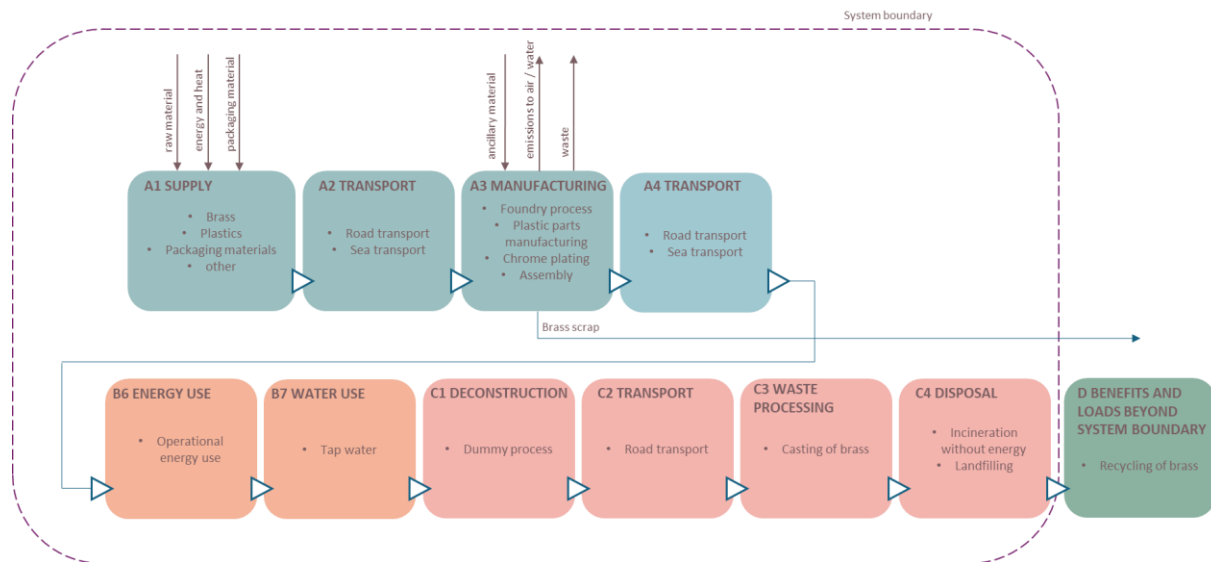 System boundary
raw material
energy and heat
packaging material
ancillary material
emissions to air / water
waste
A1 SUPPLY
• Brass
• Plastics
• Packaging materials
• other
A2 TRANSPORT
• Road transport
• Sea transport
A3 MANUFACTURING
• Foundry process
• Plastic parts
manufacturing
• Chrome plating
• Assembly
A4 TRANSPORT
• Road transport
• Sea transport
Brass scrap
B6 ENERGY USE
• Operational
energy use
B7 WATER USE
• Tap water
C1 DECONSTRUCTION
• Dummy process
C2 TRANSPORT
• Road transport
C3 WASTE
PROCESSING
• Casting of brass
C4 DISPOSAL
• Incineration
without energy
• Landfilling
D BENEFITS AND
LOADS BEYOND
SYSTEM BOUNDARY
• Recycling of brass